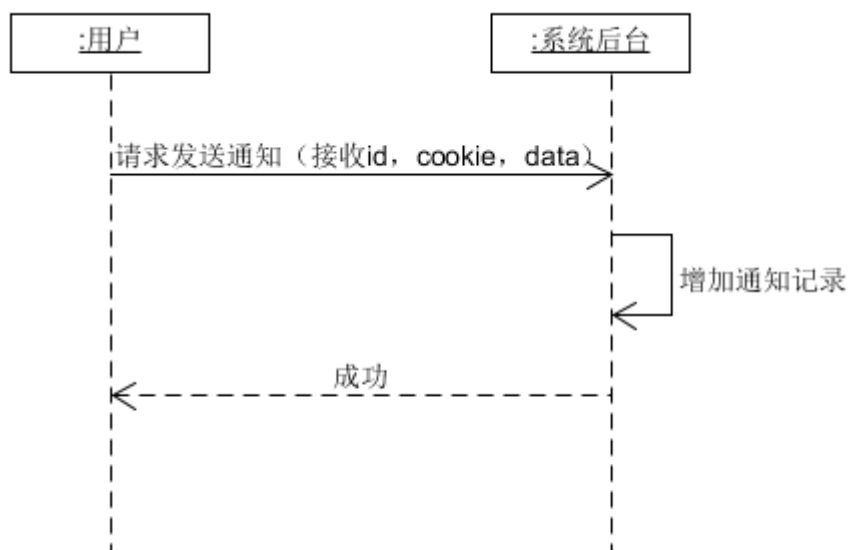 :用户
:系统后台
请求发送通知（接收id，cookie，data）
增加通知记录
成功